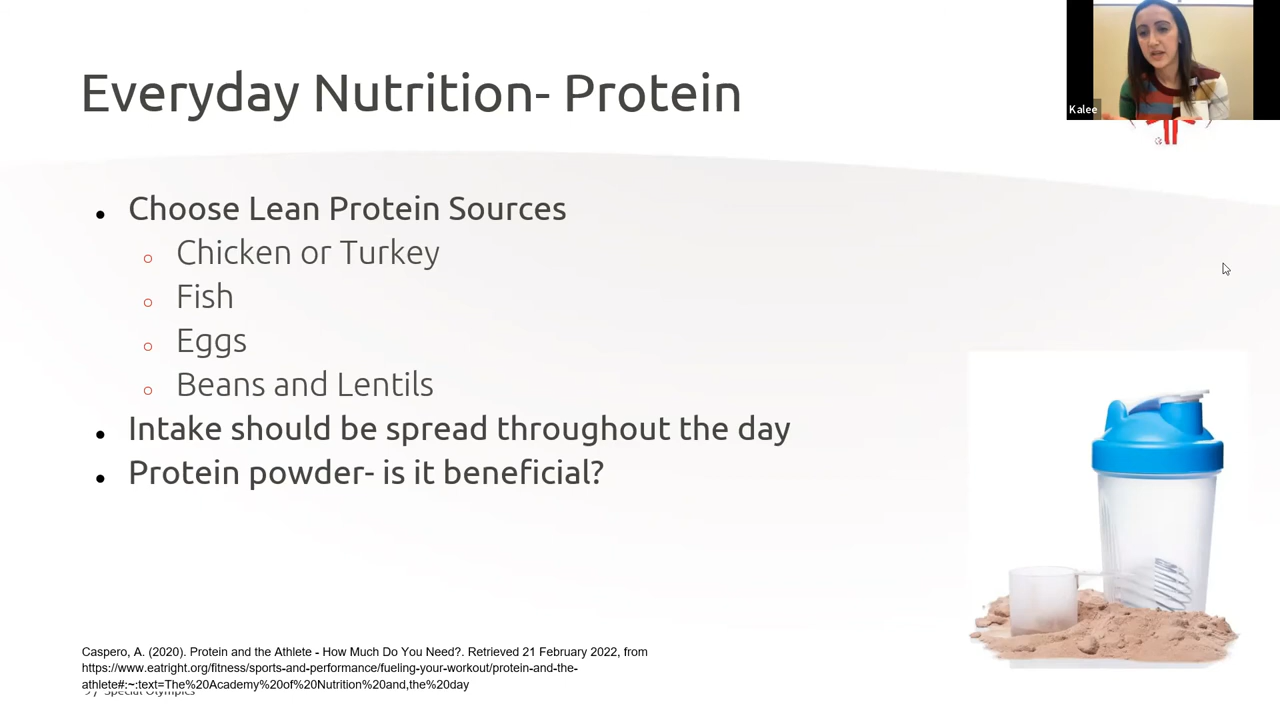 Everyday Nutrition- Protein
Kalee
Choose Lean Protein Sources
Chicken or Turkey
Fish
Eggs
Beans and Lentils
Intake should be spread throughout the day
Protein powder- is it beneficial?
Caspero, A. (2020). Protein and the Athlete - How Much Do You Need?. Retrieved 21 February 2022, from
https://www.eatright.org/fitness/sports-and-performance/fueling-your-workout/protein-and-the-
athlete#:~:text=The%20Academy%20of%20Nutrition%20and,the%20day
/ Special Olympics